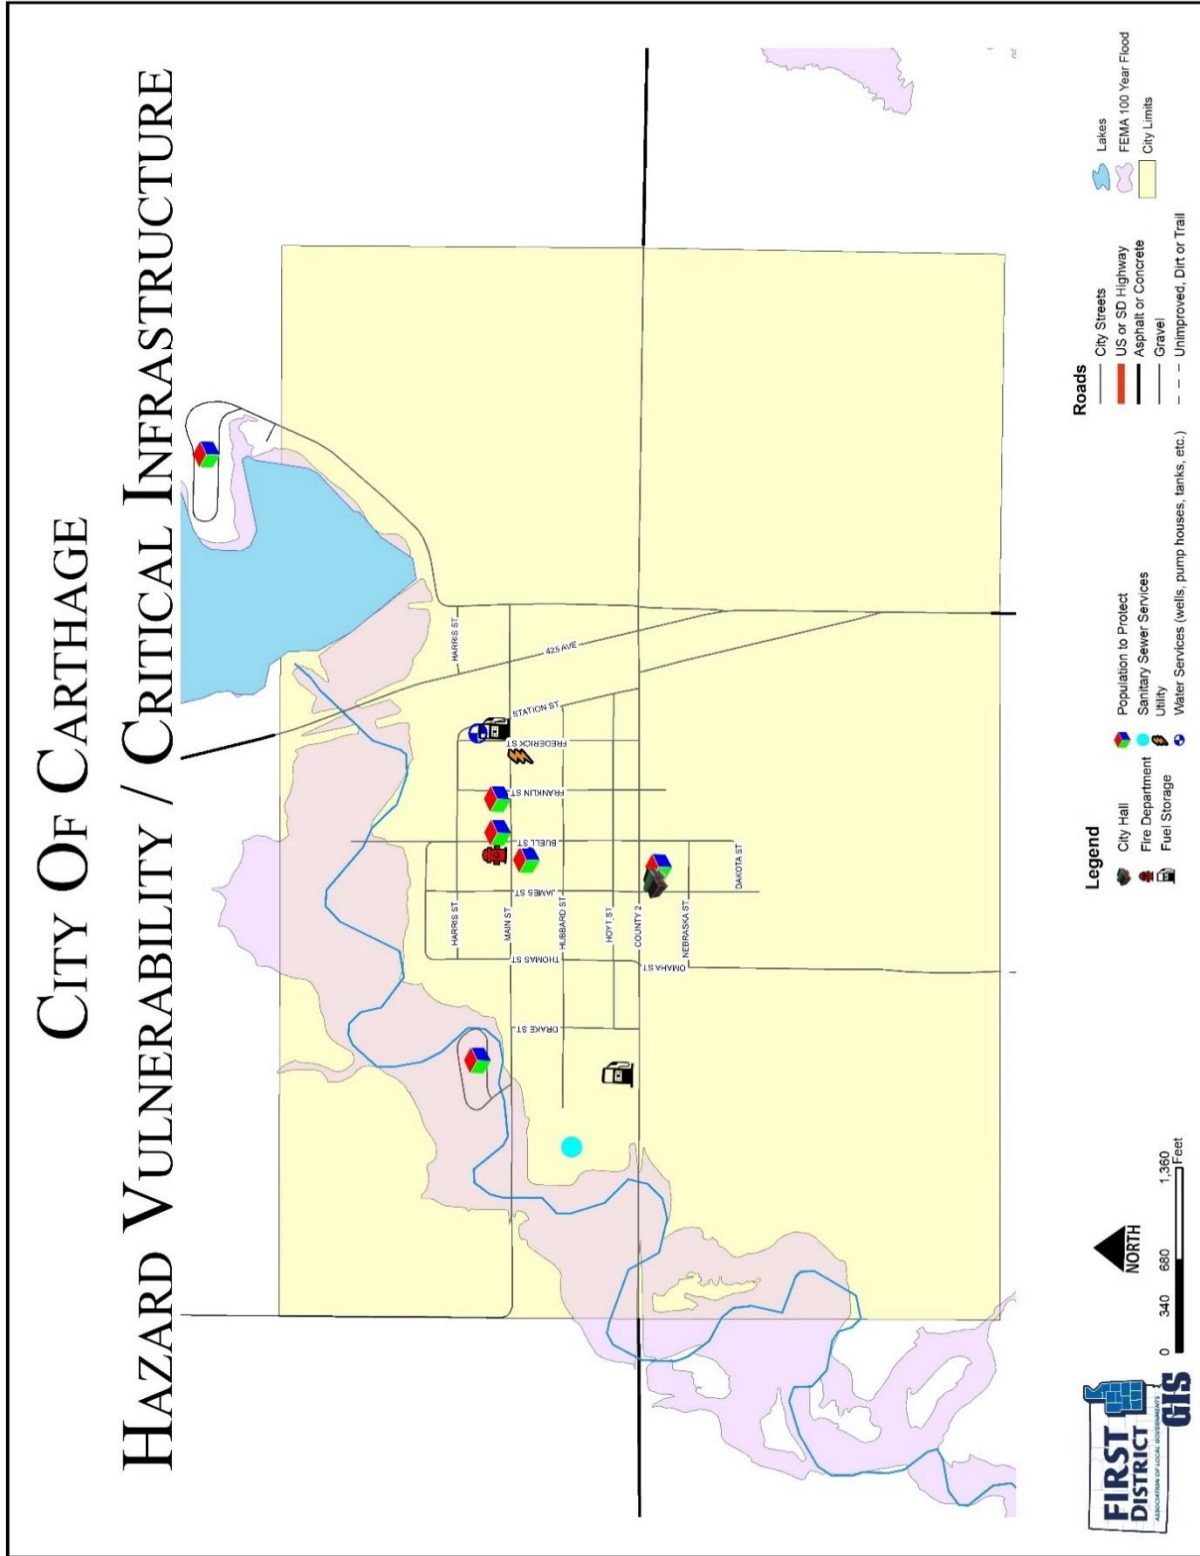 CITY OF CARTHAGE
HAZARD VULNERABILITY / CRITICAL INFRASTRUCTURE
HARRIS ST
425 AVE
STATION ST
FREDERICK ST
FRANKLIN ST
BUELL ST
JAMES ST
HARRIS ST
MAIN ST
HUBBARD ST
HOYT ST
COUNTY 2
NEBRASKA ST
DAKOTA ST
THOMAS ST
OMAHA ST
DRAKE ST
FIRST
DISTRICT
ASSOCIATION OF LOCAL GOVERNMENTS
GIS
NORTH
0 340 680 1,360
Feet
Legend
City Hall
Fire Department
Fuel Storage
Population to Protect
Sanitary Sewer Services
Utility
Water Services (wells, pump houses, tanks, etc.)
Roads
City Streets
US or SD Highway
Asphalt or Concrete
Gravel
Unimproved, Dirt or Trail
Lakes
FEMA 100 Year Flood
City Limits